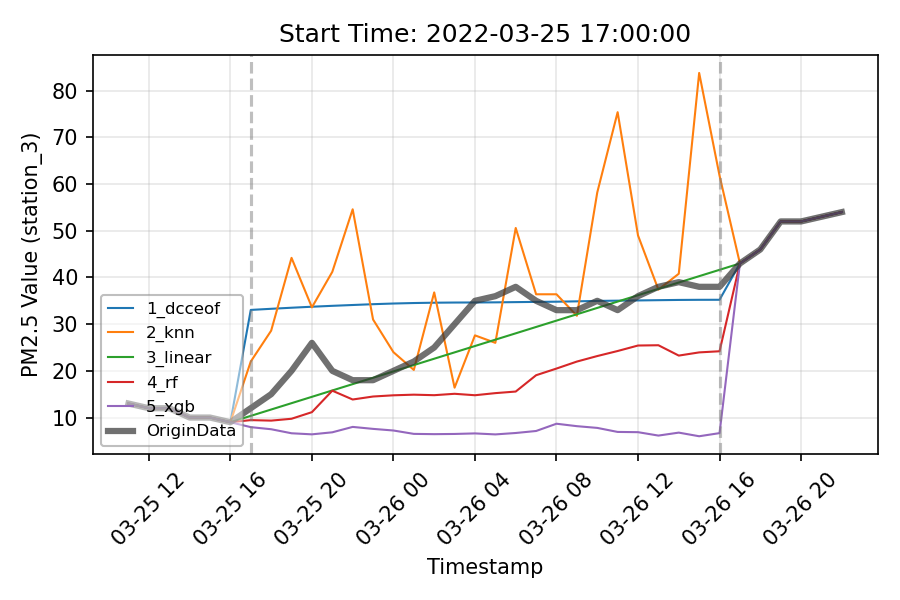 Start Time: 2022-03-25 17:00:00
PM2.5 Value (station_3)
80
70
60
50
40
30
20
10
1_dcceof
2_knn
3_linear
4_rf
5_xgb
OriginData
03-25 12
03-25 16
03-25 20
03-26 00
03-26 04
03-26 08
03-26 12
03-26 16
03-26 20
Timestamp